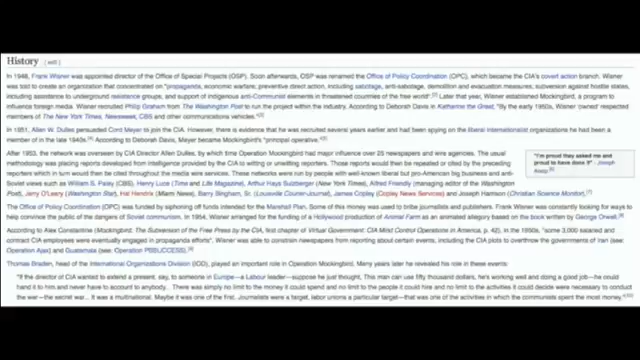 History [ edit ]
In 1948, Frank Wisner was appointed director of the Office of Special Projects (OSP). Soon afterwards, OSP was renamed the Office of Policy Coordination (OPC), which became the CIA's covert action branch. Wisner
was told to create an organization that concentrated on "propaganda, economic warfare; preventive direct action, including sabotage, anti-sabotage, demolition and evacuation measures; subversion against hostile states,
including assistance to underground resistance groups, and support of indigenous anti-Communist elements in threatened countries of the free world". Later that year, Wisner established Mockingbird, a program to
influence foreign media. Wisner recruited Philip Graham from The Washington Post to run the project within the industry. According to Deborah Davis in Katharine the Great, "By the early 1950s, Wisner 'owned' respected
members of The New York Times, Newsweek, CBS and other communications vehicles."
In 1951, Allen W. Dulles persuaded Cord Meyer to join the CIA. However, there is evidence that he was recruited several years earlier and had been spying on the liberal internationalist organizations he had been a
member of in the late 1940s. According to Deborah Davis, Meyer became Mockingbird's "principal operative".
After 1953, the network was overseen by CIA Director Allen Dulles, by which time Operation Mockingbird had major influence over 25 newspapers and wire agencies. The usual
methodology was placing reports developed from intelligence provided by the CIA to witting or unwitting reporters. Those reports would then be repeated or cited by the preceding
reporters which in turn would then be cited throughout the media wire services. These networks were run by people with well-known liberal but pro-American big business and anti-
Soviet views such as William S. Paley (CBS), Henry Luce (Time and Life Magazine), Arthur Hays Sulzberger (New York Times), Alfred Friendly (managing editor of the Washington
Post), Jerry O'Leary (Washington Star), Hal Hendrix (Miami News), Barry Bingham, Sr. (Louisville Courier-Journal), James Copley (Copley News Services) and Joseph Harrison (Christian Science Monitor).
"I'm proud they asked me and
proud to have done it" - Joseph
The Office of Policy Coordination (OPC) was funded by siphoning off funds intended for the Marshall Plan. Some of this money was used to bribe journalists and publishers. Frank Wisner was constantly looking for ways to
help convince the public of the dangers of Soviet communism. In 1954, Wisner arranged for the funding of a Hollywood production of Animal Farm as an animated allegory based on the book written by George Orwell.
According to Alex Constantine (Mockingbird: The Subversion of the Free Press by the CIA, first chapter of Virtual Government: CIA Mind Control Operations in America, p. 42), in the 1950s, "some 3,000 salaried and
contract CIA employees were eventually engaged in propaganda efforts". Wisner was able to constrain newspapers from reporting about certain events, including the CIA plots to overthrow the governments of Iran (see
Operation Ajax) and Guatemala (see Operation PBSUCCESS).
Thomas Braden, head of the International Organizations Division (IOD), played an important role in Operation Mockingbird. Many years later he revealed his role in these events:
"If the director of CIA wanted to extend a present, say, to someone in Europe—a Labour leader—suppose he just thought, This man can use fifty thousand dollars, he's working well and doing a good job—he could
hand it to him and never have to account to anybody... There was simply no limit to the money it could spend and no limit to the people it could hire and no limit to the activities it could decide were necessary to conduct
the war—the secret war... It was a multinational. Maybe it was one of the first. Journalists were a target, labor unions a particular target—that was one of the activities in which the communists spent the most money."